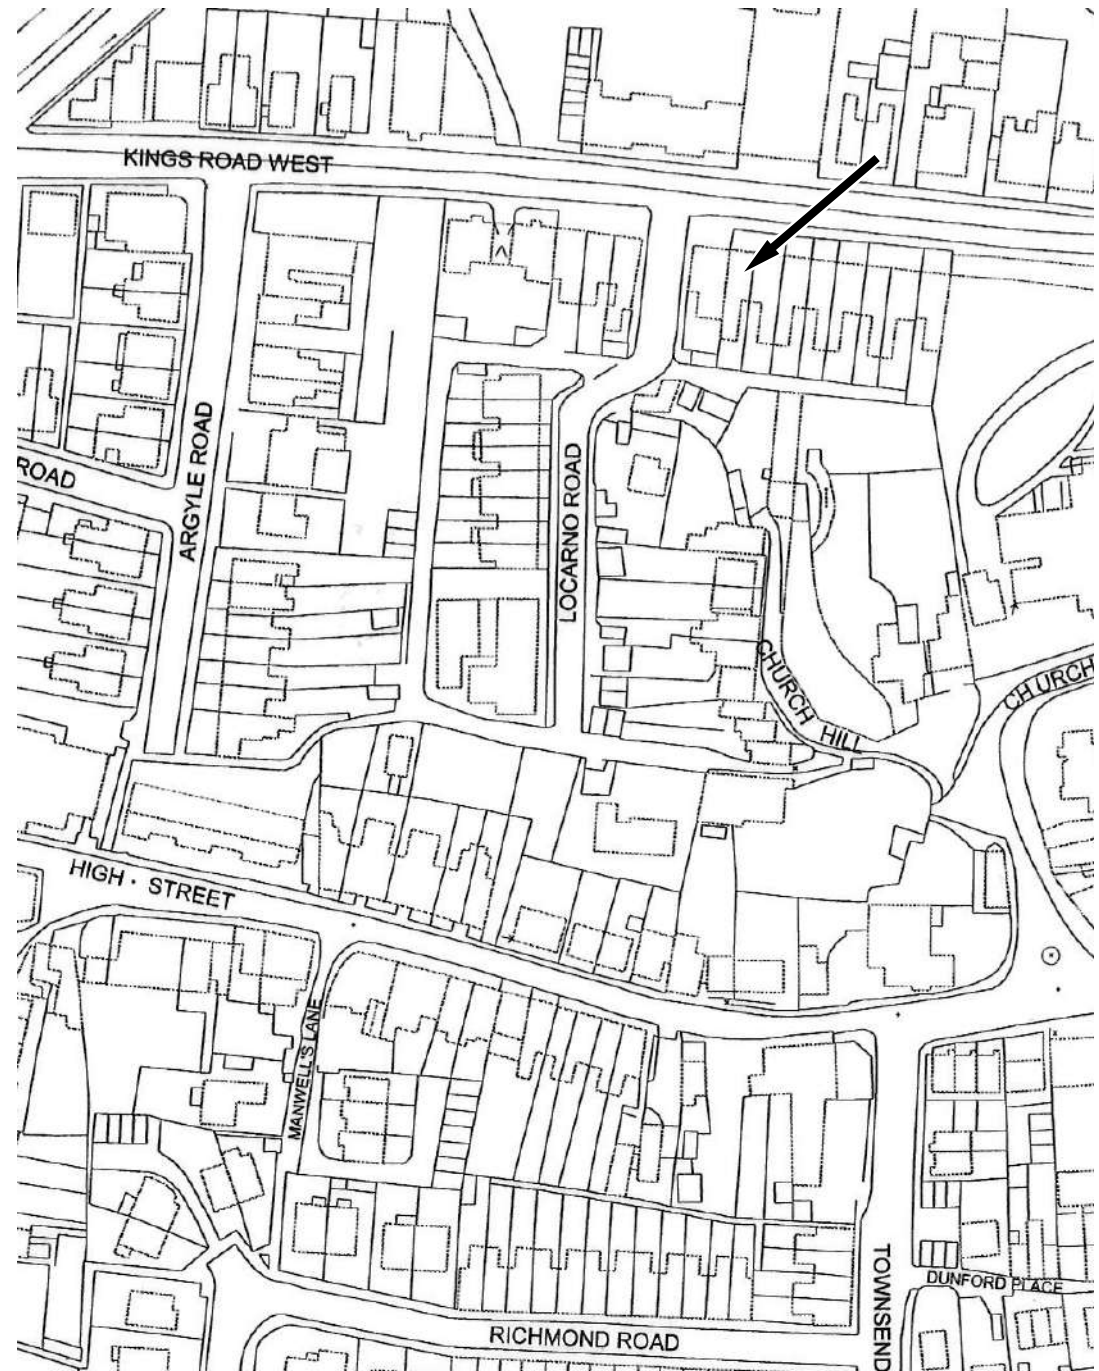 KINGS ROAD WEST
ROAD
ARGYLE ROAD
LOCARNO ROAD
CHURCH HILL
CHURCH
HIGH · STREET
MANWELL'S LANE
TOWNSEND
DUNFORD PLACE
RICHMOND ROAD